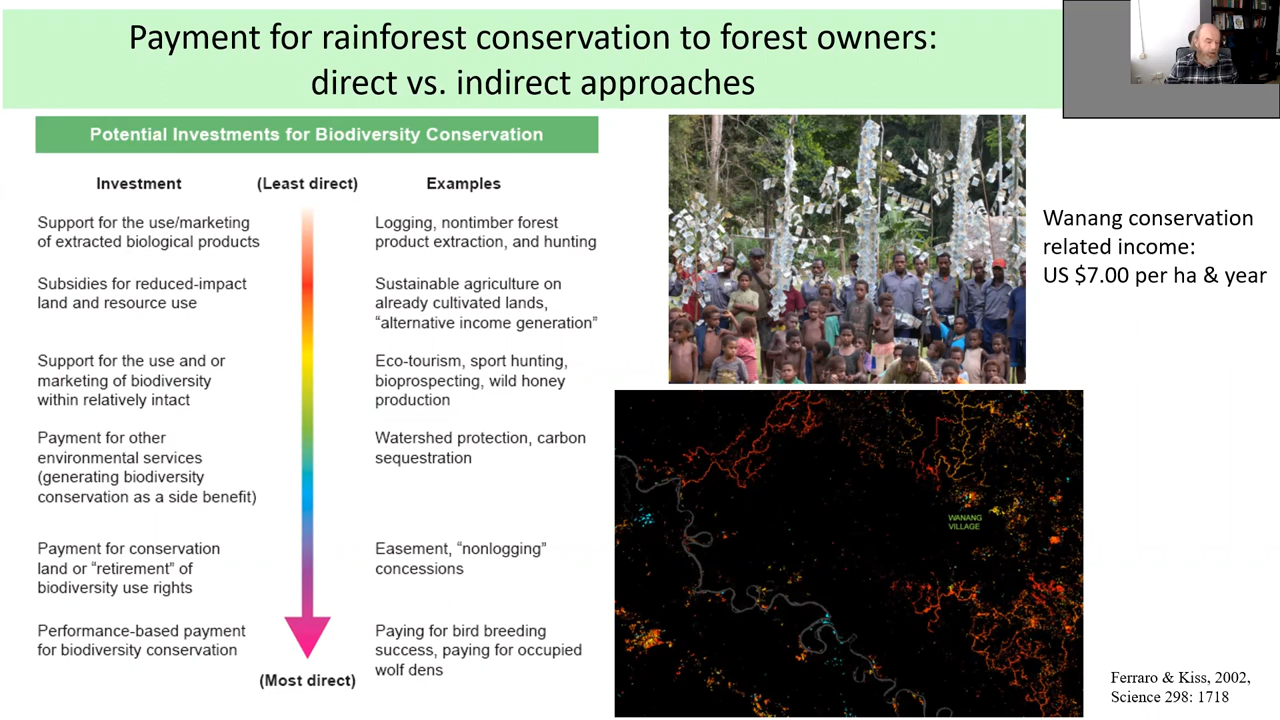 Payment for rainforest conservation to forest owners:
direct vs. indirect approaches
Potential Investments for Biodiversity Conservation
Investment
(Least direct)
Examples
Support for the use/marketing
of extracted biological products
Logging, nontimber forest
product extraction, and hunting
Subsidies for reduced-impact
land and resource use
Sustainable agriculture on
already cultivated lands,
“alternative income generation”
Support for the use and or
marketing of biodiversity
within relatively intact
Eco-tourism, sport hunting,
bioprospecting, wild honey
production
Payment for other
environmental services
(generating biodiversity
conservation as a side benefit)
Watershed protection, carbon
sequestration
Payment for conservation
land or “retirement” of
biodiversity use rights
Easement, “nonlogging”
concessions
Performance-based payment
for biodiversity conservation
Paying for bird breeding
success, paying for occupied
wolf dens
(Most direct)
Wanang conservation
related income:
US $7.00 per ha & year
WANANG
VILLAGE
Ferraro & Kiss, 2002,
Science 298: 1718